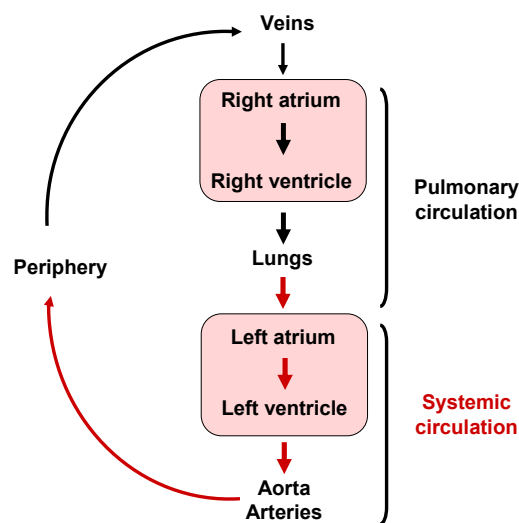 Veins
Right atrium
Right ventricle
Pulmonary
circulation
Periphery
Lungs
Left atrium
Left ventricle
Systemic
circulation
Aorta
Arteries